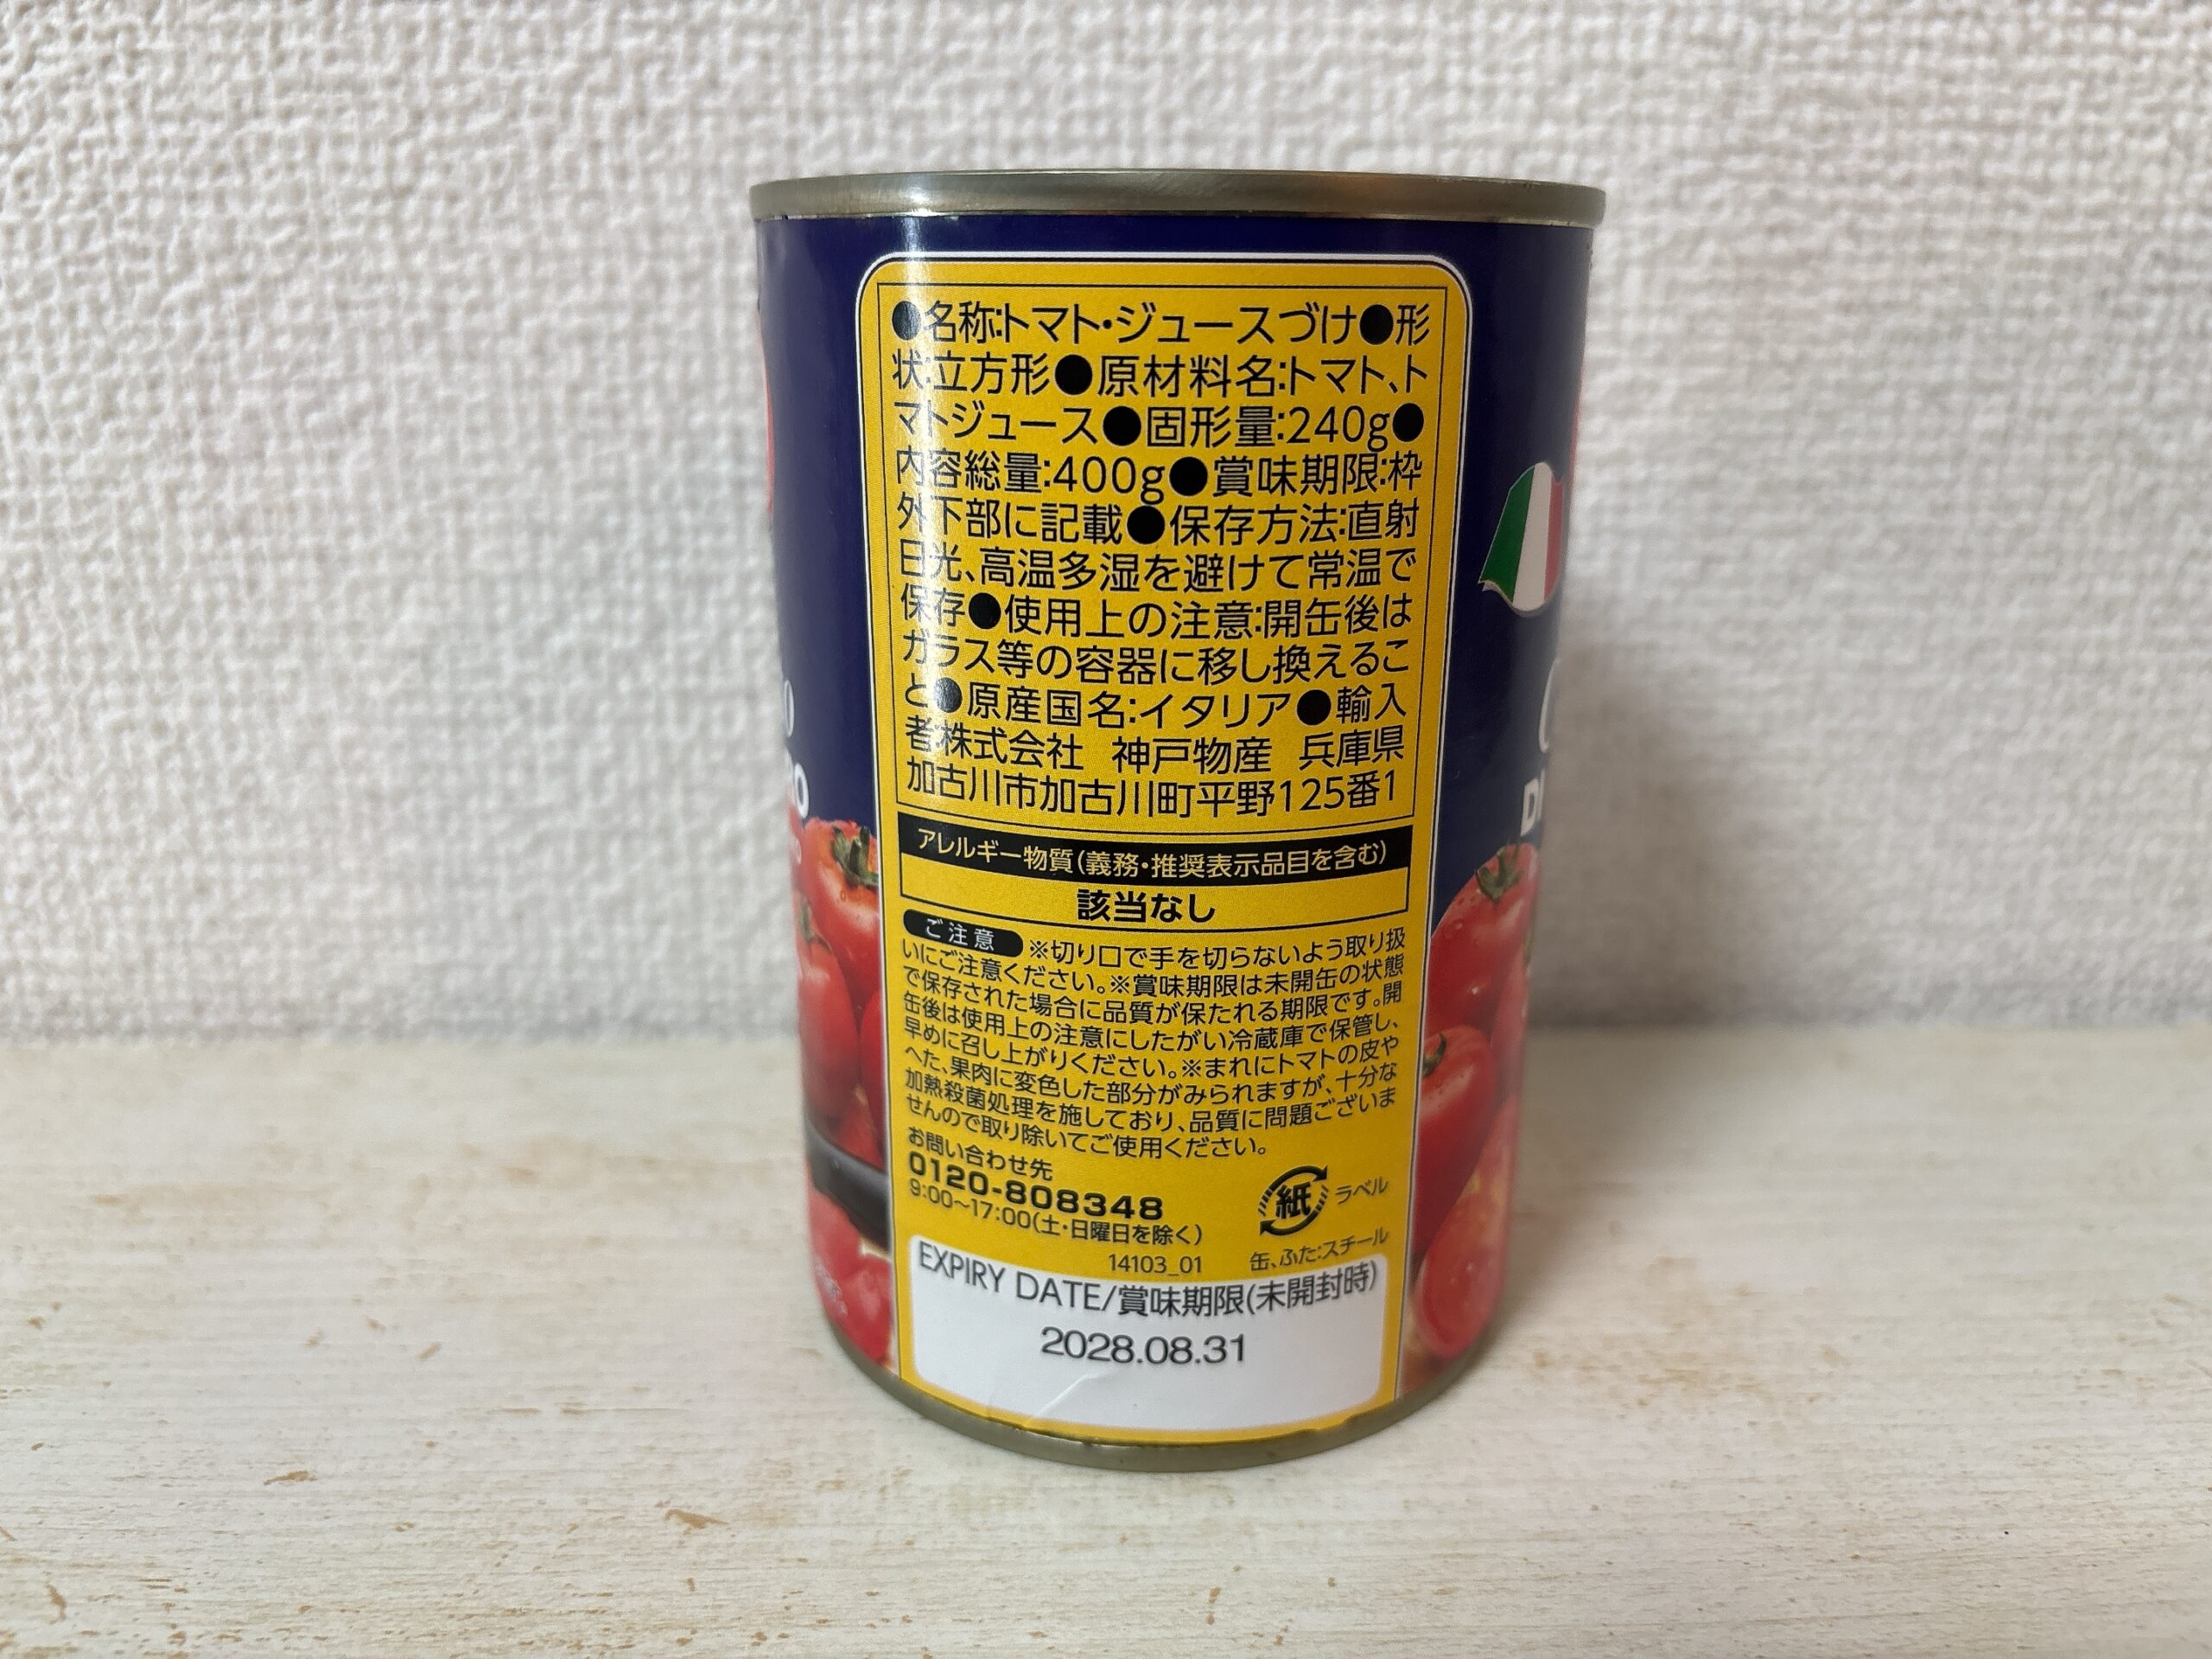 ●名称:トマト・ジュースづけ●形
状:立方形●原材料名:トマト、ト
マトジュース●固形量:240g●
内容総量:400g●賞味期限:枠
外下部に記載●保存方法:直射
日光、高温多湿を避けて常温で
保存●使用上の注意:開缶後は
ガラス等の容器に移し換えるこ
と●原産国名:イタリア●輸入
者:株式会社 神戸物産 兵庫県
加古川市加古川町平野125番1
アレルギー物質(義務・推奨表示品目を含む)
該当なし
ご注意 ※切り口で手を切らないよう取り扱
いにご注意ください。※賞味期限は未開缶の状態
で保存された場合に品質が保たれる期限です。開
缶後は使用上の注意にしたがい冷蔵庫で保管し、
早めに召し上がりください。※まれにトマトの皮や
へた、果肉に変色した部分がみられますが、十分な
加熱殺菌処理を施しており、品質に問題ございま
せんので取り除いてご使用ください。
お問い合わせ先
0120-808348
9:00〜17:00(土・日曜日を除く)
紙 ラベル
14103_01 缶、ふた:スチール
EXPIRY DATE/賞味期限(未開封時)
2028.08.31